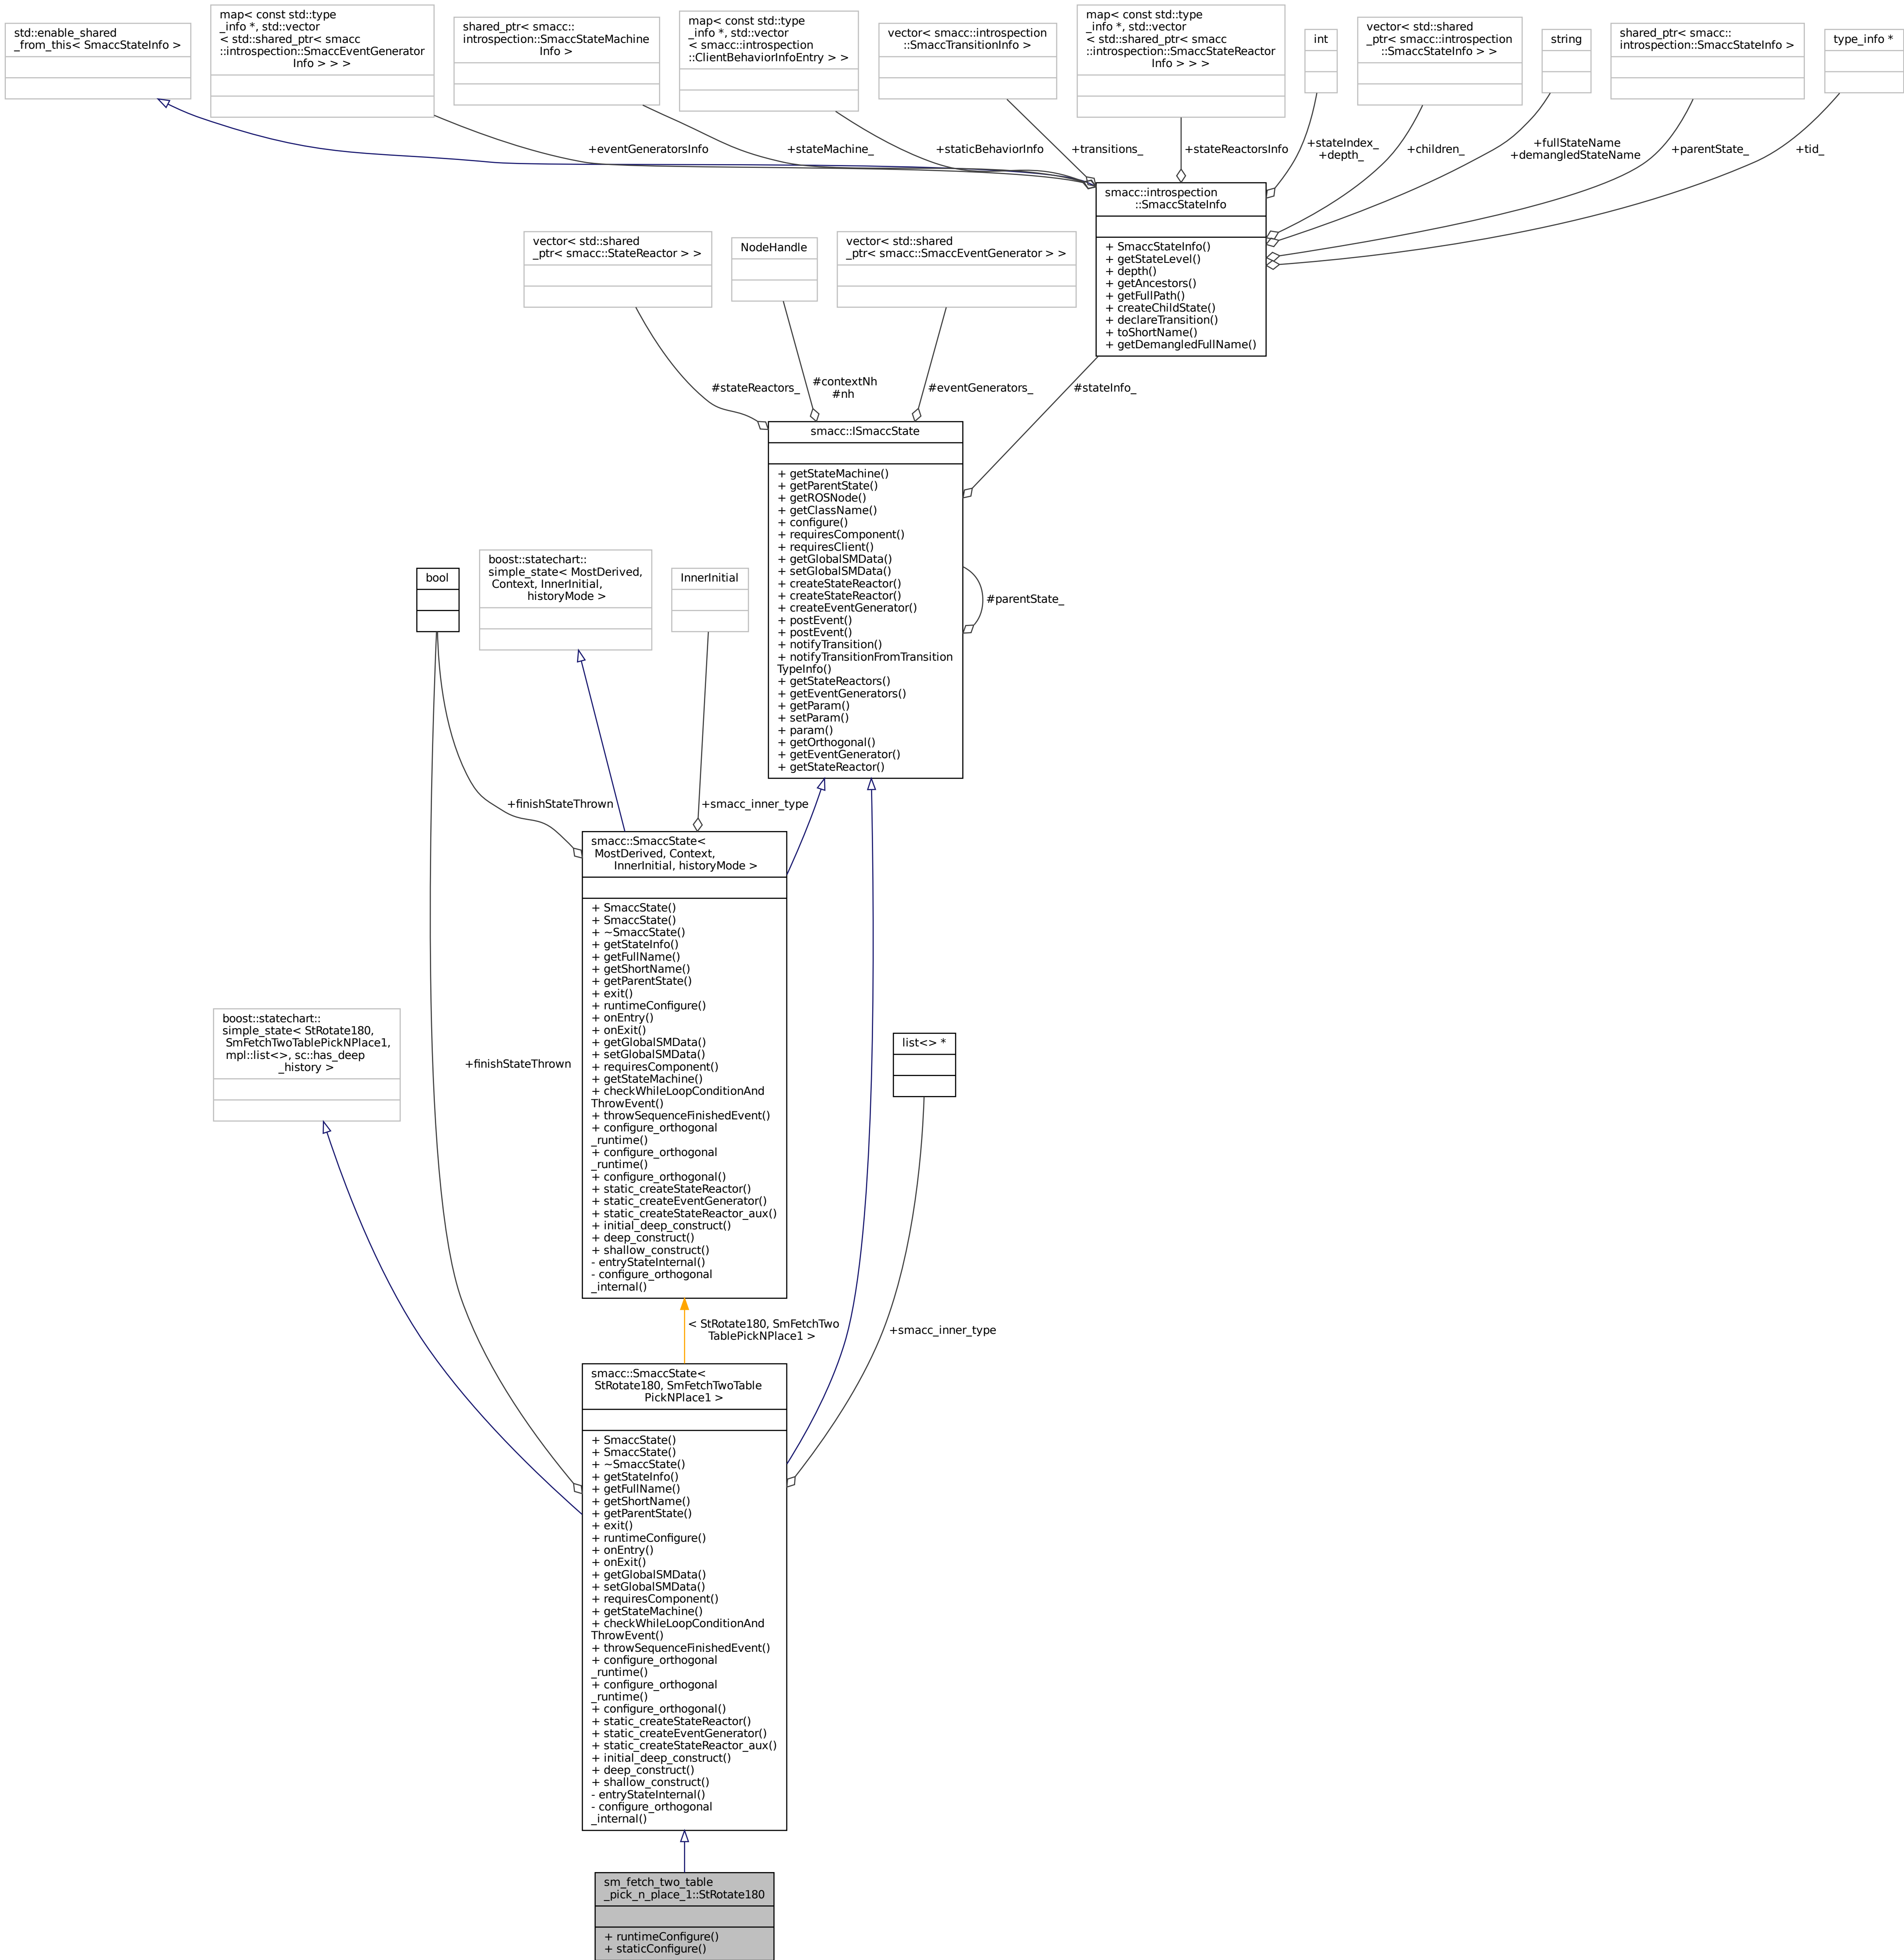 std::enable_shared
_from_this< SmaccStateInfo >
map< const std::type
_info *, std::vector
< std::shared_ptr< smacc
::introspection::SmaccEventGenerator
Info > > >
shared_ptr< smacc::
introspection::SmaccStateMachine
Info >
map< const std::type
_info *, std::vector
< smacc::introspection
::ClientBehaviorInfoEntry > >
vector< smacc::introspection
::SmaccTransitionInfo >
map< const std::type
_info *, std::vector
< std::shared_ptr< smacc
::introspection::SmaccStateReactor
Info > > >
int
vector< std::shared
_ptr< smacc::introspection
::SmaccStateInfo > >
string
shared_ptr< smacc::
introspection::SmaccStateInfo >
type_info *
+eventGeneratorsInfo
+stateMachine_
+staticBehaviorInfo
+transitions_
+stateReactorsInfo
+stateIndex_
+depth_
+children_
+fullStateName
+demangledStateName
+parentState_
+tid_
smacc::introspection
::SmaccStateInfo
+ SmaccStateInfo()
+ getStateLevel()
+ depth()
+ getAncestors()
+ getFullPath()
+ createChildState()
+ declareTransition()
+ toShortName()
+ getDemangledFullName()
vector< std::shared
_ptr< smacc::StateReactor > >
NodeHandle
vector< std::shared
_ptr< smacc::SmaccEventGenerator > >
#stateReactors_
#contextNh
#nh
#eventGenerators_
#stateInfo_
smacc::ISmaccState
+ getStateMachine()
+ getParentState()
+ getROSNode()
+ getClassName()
+ configure()
+ requiresComponent()
+ requiresClient()
+ getGlobalSMData()
+ setGlobalSMData()
+ createStateReactor()
+ createStateReactor()
+ createEventGenerator()
+ postEvent()
+ postEvent()
+ notifyTransition()
+ notifyTransitionFromTransition
TypeInfo()
+ getStateReactors()
+ getEventGenerators()
+ getParam()
+ setParam()
+ param()
+ getOrthogonal()
+ getEventGenerator()
+ getStateReactor()
#parentState_
bool
boost::statechart::
simple_state< MostDerived,
Context, InnerInitial,
historyMode >
InnerInitial
+finishStateThrown
+smacc_inner_type
smacc::SmaccState<
MostDerived, Context,
InnerInitial, historyMode >
+ SmaccState()
+ SmaccState()
+ ~SmaccState()
+ getStateInfo()
+ getFullName()
+ getShortName()
+ getParentState()
+ exit()
+ runtimeConfigure()
+ onEntry()
+ onExit()
+ getGlobalSMData()
+ setGlobalSMData()
+ requiresComponent()
+ getStateMachine()
+ checkWhileLoopConditionAnd
ThrowEvent()
+ throwSequenceFinishedEvent()
+ configure_orthogonal
_runtime()
+ configure_orthogonal
_runtime()
+ configure_orthogonal()
+ static_createStateReactor()
+ static_createEventGenerator()
+ static_createStateReactor_aux()
+ initial_deep_construct()
+ deep_construct()
+ shallow_construct()
- entryStateInternal()
- configure_orthogonal
_internal()
boost::statechart::
simple_state< StRotate180,
SmFetchTwoTablePickNPlace1,
mpl::list<>, sc::has_deep
_history >
+finishStateThrown
list<> *
< StRotate180, SmFetchTwo
TablePickNPlace1 >
+smacc_inner_type
smacc::SmaccState<
StRotate180, SmFetchTwoTable
PickNPlace1 >
+ SmaccState()
+ SmaccState()
+ ~SmaccState()
+ getStateInfo()
+ getFullName()
+ getShortName()
+ getParentState()
+ exit()
+ runtimeConfigure()
+ onEntry()
+ onExit()
+ getGlobalSMData()
+ setGlobalSMData()
+ requiresComponent()
+ getStateMachine()
+ checkWhileLoopConditionAnd
ThrowEvent()
+ throwSequenceFinishedEvent()
+ configure_orthogonal
_runtime()
+ configure_orthogonal
_runtime()
+ configure_orthogonal()
+ static_createStateReactor()
+ static_createEventGenerator()
+ static_createStateReactor_aux()
+ initial_deep_construct()
+ deep_construct()
+ shallow_construct()
- entryStateInternal()
- configure_orthogonal
_internal()
sm_fetch_two_table
_pick_n_place_1::StRotate180
+ runtimeConfigure()
+ staticConfigure()